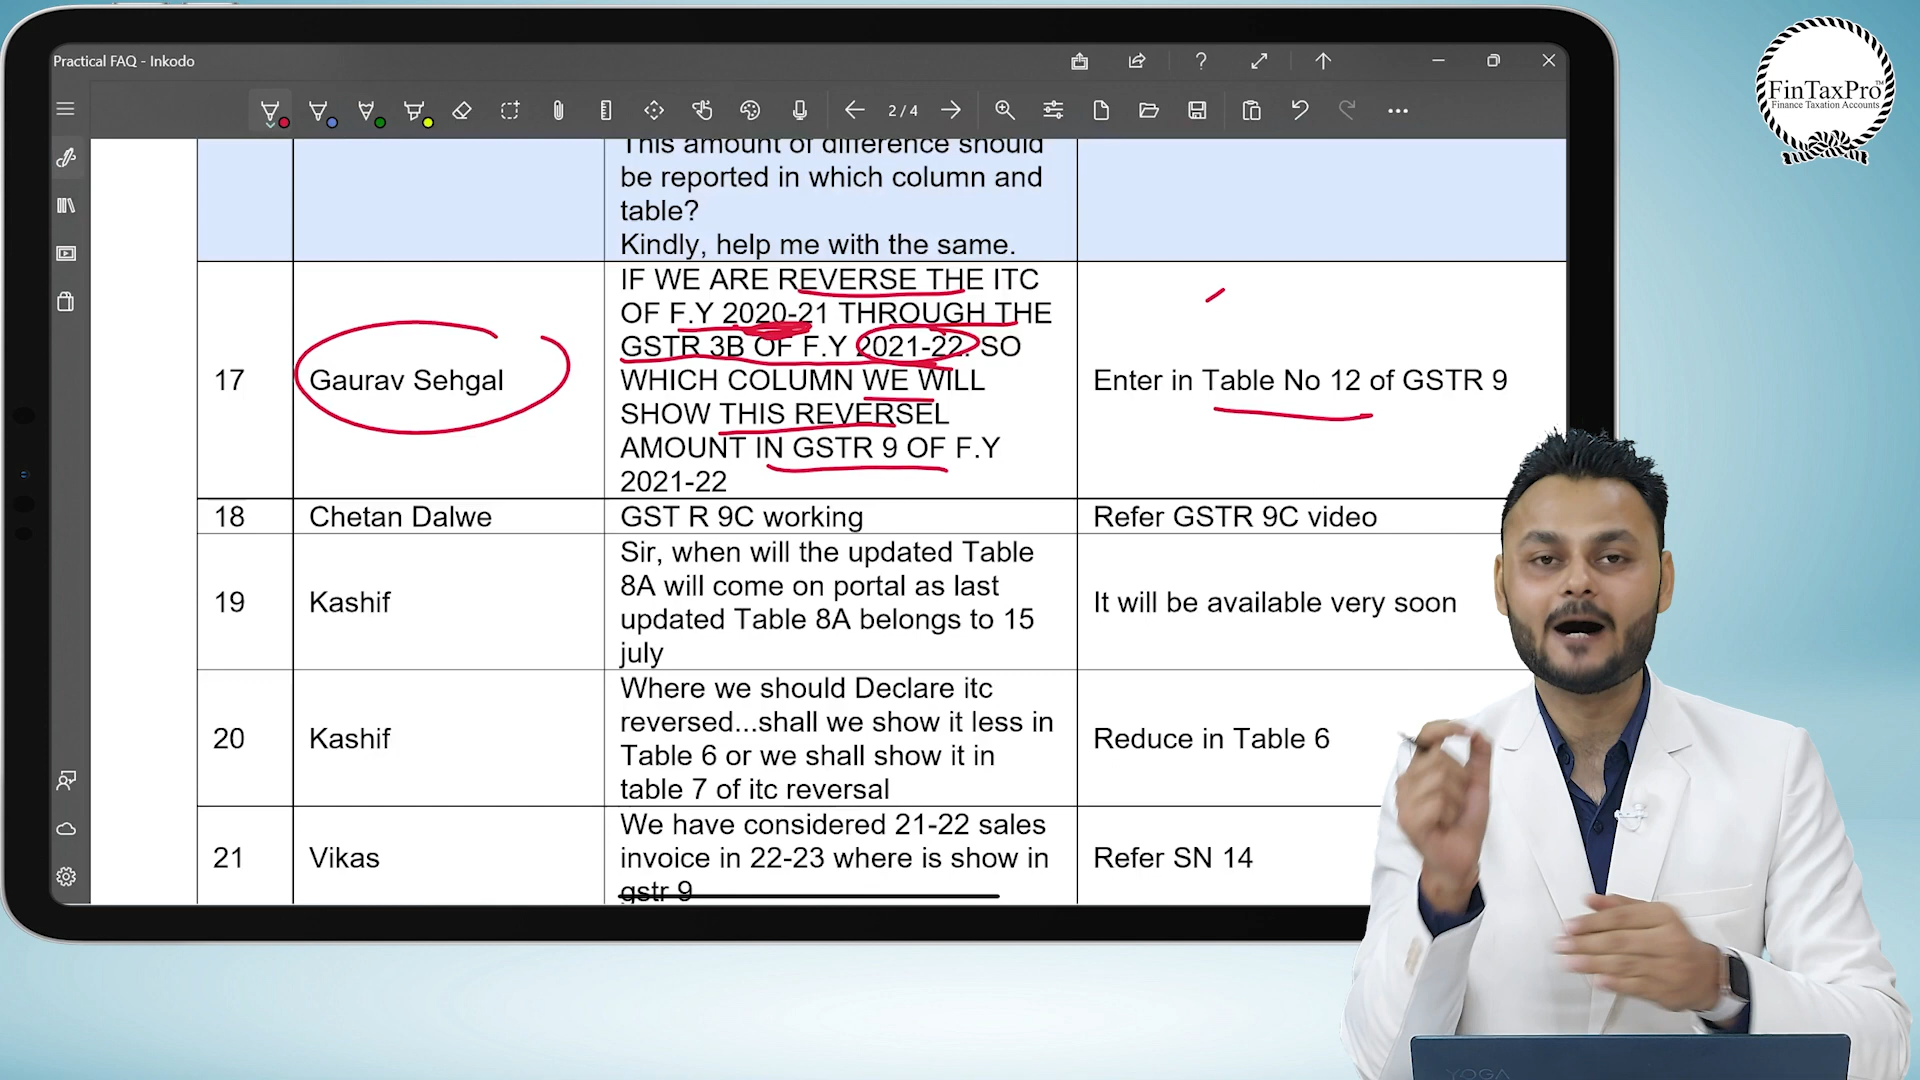 Practical FAQ - Inkodo
2 / 4
FinTaxPro
TM
Finance Taxation Accounts
This amount of difference should
be reported in which column and
table?
Kindly, help me with the same.
17
Gaurav Sehgal
IF WE ARE REVERSE THE ITC
OF F.Y 2020-21 THROUGH THE
GSTR 3B OF F.Y 2021-22. SO
WHICH COLUMN WE WILL
SHOW THIS REVERSEL
AMOUNT IN GSTR 9 OF F.Y
2021-22
Enter in Table No 12 of GSTR 9
18
Chetan Dalwe
GST R 9C working
Refer GSTR 9C video
19
Kashif
Sir, when will the updated Table
8A will come on portal as last
updated Table 8A belongs to 15
july
It will be available very soon
20
Kashif
Where we should Declare itc
reversed...shall we show it less in
Table 6 or we shall show it in
table 7 of itc reversal
Reduce in Table 6
21
Vikas
We have considered 21-22 sales
invoice in 22-23 where is show in
gstr 9
Refer SN 14
YOGA